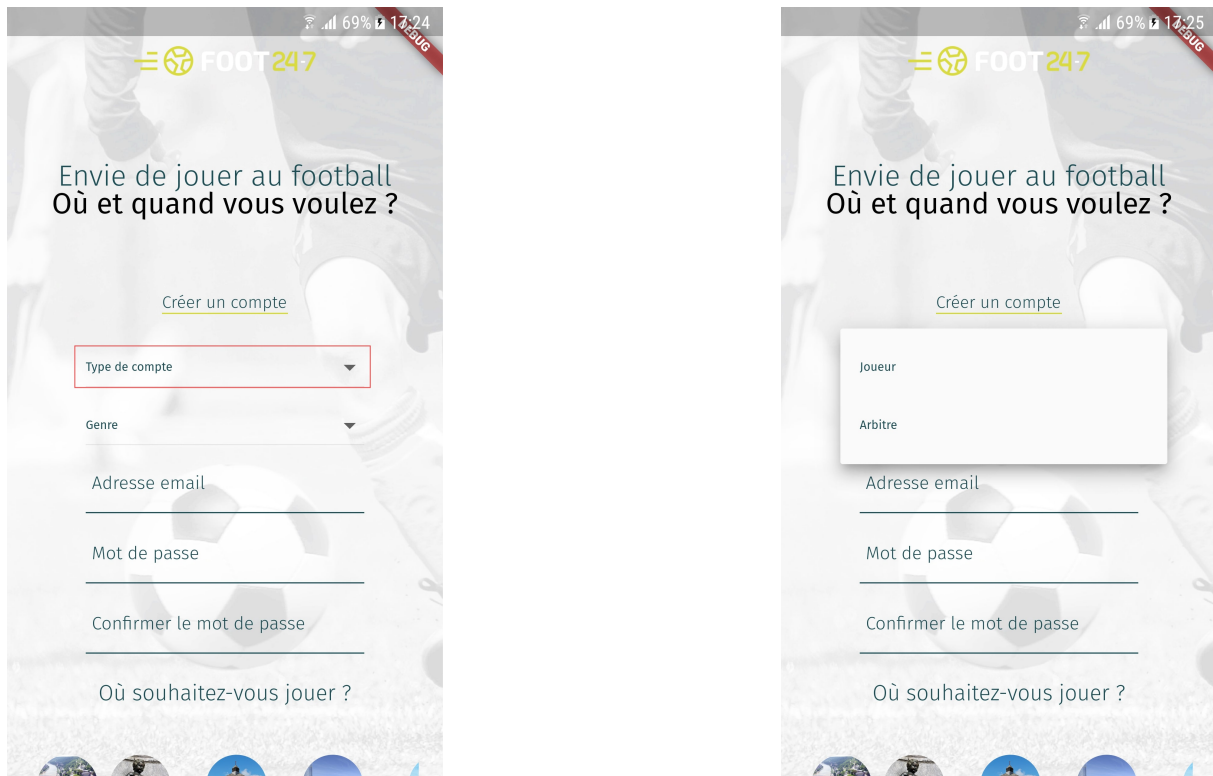 69% 17:24
DEBUG
FOOT 24-7
Envie de jouer au football
Où et quand vous voulez ?
Créer un compte
Type de compte
Genre
Adresse email
Mot de passe
Confirmer le mot de passe
Où souhaitez-vous jouer ?
69% 17:25
DEBUG
FOOT 24-7
Envie de jouer au football
Où et quand vous voulez ?
Créer un compte
Joueur
Arbitre
Adresse email
Mot de passe
Confirmer le mot de passe
Où souhaitez-vous jouer ?